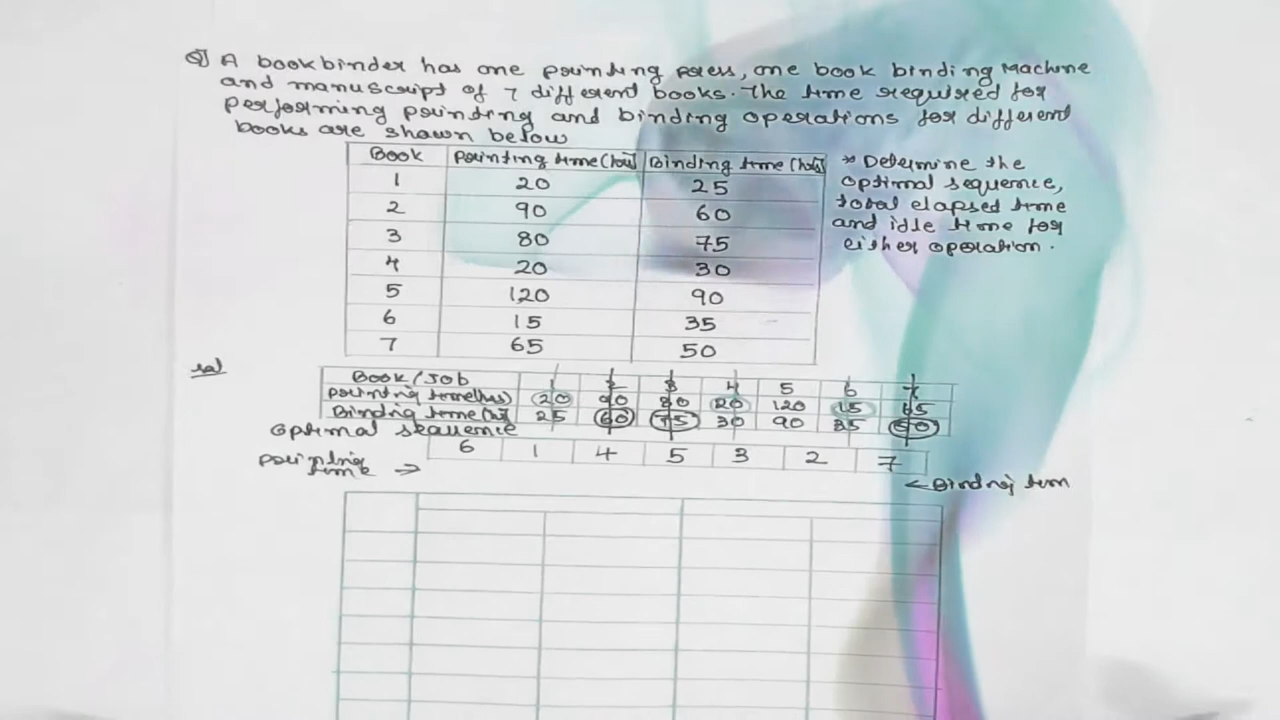 Q] A bookbinder has one printing press, one book binding Machine
and manuscript of 7 different books. The time required for
performing printing and binding operations for different
books are shown below
Book Printing time (hour) Binding time (hours)
1 20 25
2 90 60
3 80 75
4 20 30
5 120 90
6 15 35
7 65 50
* Determine the
optimal sequence,
total elapsed time
and idle time for
either operation.
sol
Book / Job 1 2 3 4 5 6 7
Printing time (hrs) 20 90 80 20 120 15 65
Binding time (hr) 25 60 75 30 90 35 50
optimal sequence
6 1 4 5 3 2 7
printing
time →
← Binding time